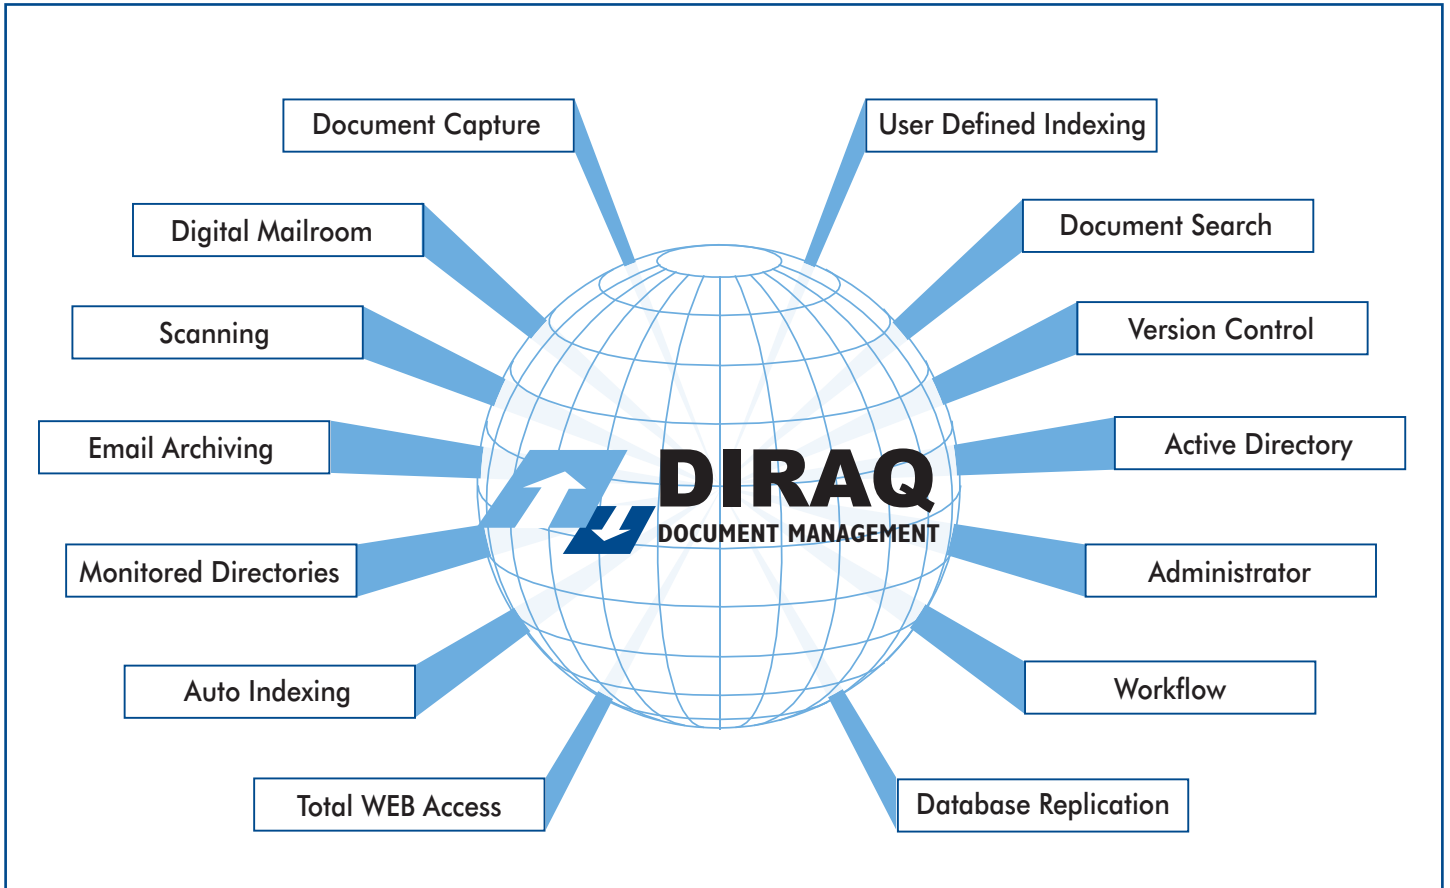 Document Capture
User Defined Indexing
Digital Mailroom
Document Search
Scanning
Version Control
Email Archiving
Active Directory
DIRAQ
DOCUMENT MANAGEMENT
Monitored Directories
Administrator
Auto Indexing
Workflow
Total WEB Access
Database Replication